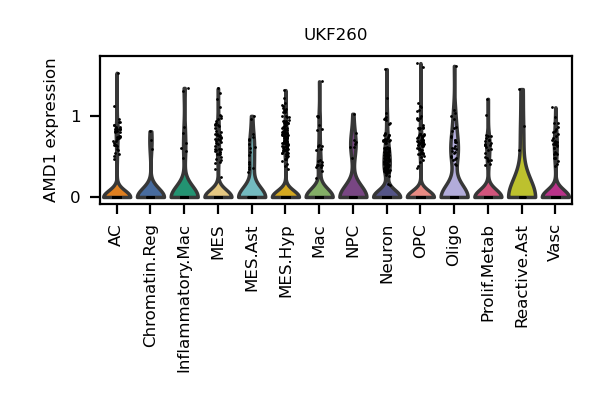 UKF260
AMD1 expression
1
0
AC
Chromatin.Reg
Inflammatory.Mac
MES
MES.Ast
MES.Hyp
Mac
NPC
Neuron
OPC
Oligo
Prolif.Metab
Reactive.Ast
Vasc